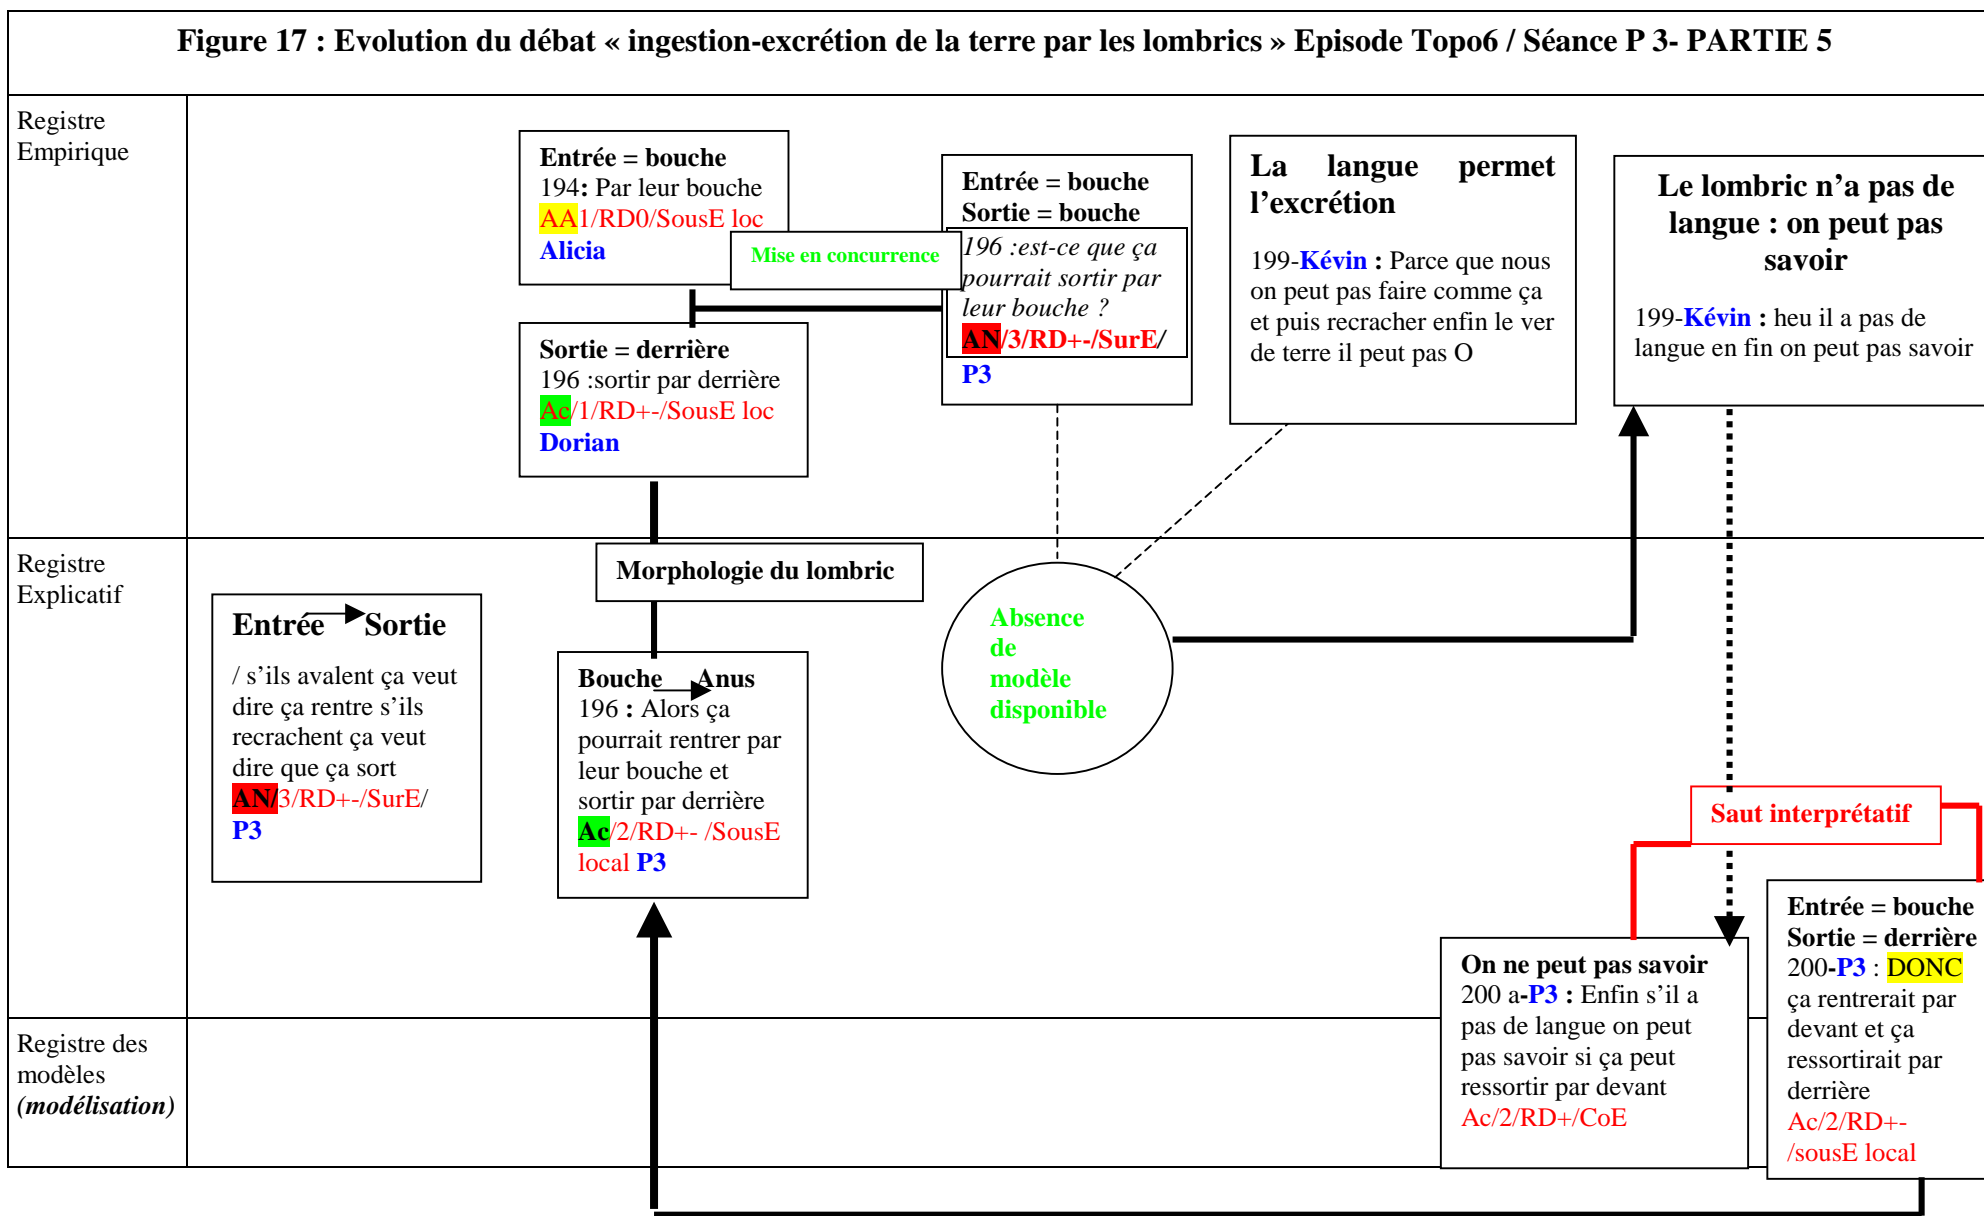 Figure 17 : Evolution du débat « ingestion-excrétion de la terre par les lombrics » Episode Topo6 / Séance P 3- PARTIE 5
Registre
Empirique
Entrée = bouche
194: Par leur bouche
AA1/RD0/SousE loc
Alicia
Mise en concurrence
Sortie = derrière
196 :sortir par derrière
Ac/1/RD+-/SousE loc
Dorian
Entrée = bouche
Sortie = bouche
196 :est-ce que ça
pourrait sortir par
leur bouche ?
AN/3/RD+-/SurE/
P3
La langue permet
l’excrétion
199-Kévin : Parce que nous
on peut pas faire comme ça
et puis recracher enfin le ver
de terre il peut pas O
Le lombric n’a pas de
langue : on peut pas
savoir
199-Kévin : heu il a pas de
langue en fin on peut pas savoir
Registre
Explicatif
Entrée Sortie
/ s’ils avalent ça veut
dire ça rentre s’ils
recrachent ça veut
dire que ça sort
AN/3/RD+-/SurE/
P3
Morphologie du lombric
Bouche Anus
196 : Alors ça
pourrait rentrer par
leur bouche et
sortir par derrière
Ac/2/RD+- /SousE
local P3
Absence
de
modèle
disponible
Saut interprétatif
On ne peut pas savoir
200 a-P3 : Enfin s’il a
pas de langue on peut
pas savoir si ça peut
ressortir par devant
Ac/2/RD+/CoE
Entrée = bouche
Sortie = derrière
200-P3 : DONC
ça rentrerait par
devant et ça
ressortirait par
derrière
Ac/2/RD+-
/sousE local
Registre des
modèles
(modélisation)